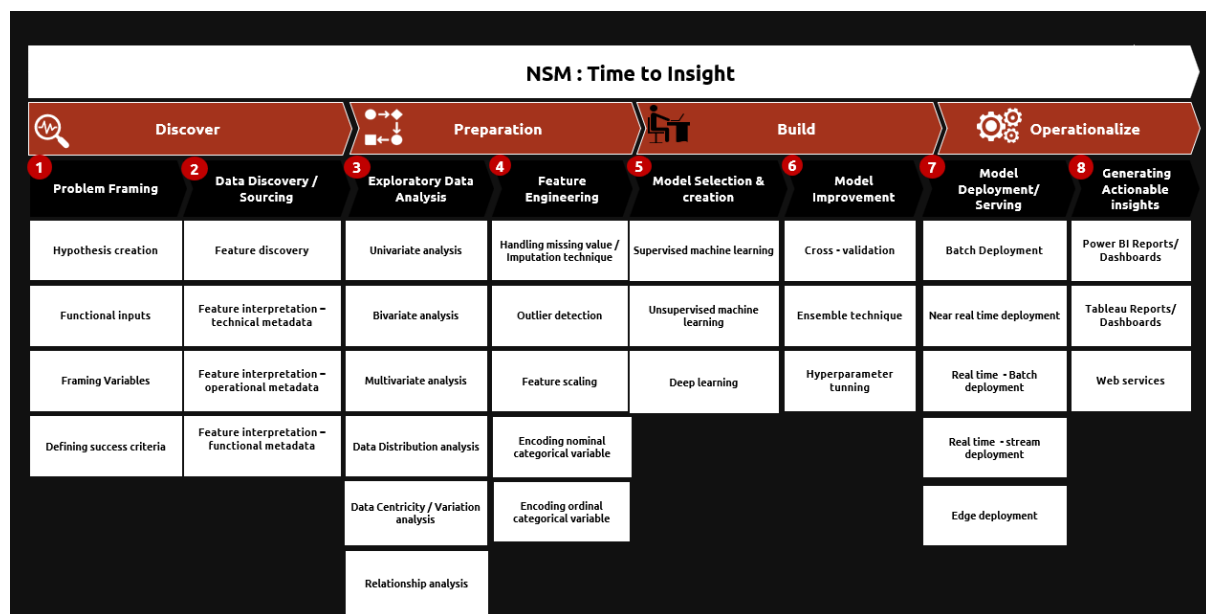 NSM : Time to Insight
Discover
Preparation
Build
Operationalize
1
Problem Framing
2
Data Discovery /
Sourcing
3
Exploratory Data
Analysis
4
Feature
Engineering
5
Model Selection &
creation
6
Model
Improvement
7
Model
Deployment/
Serving
8
Generating
Actionable
insights
Hypothesis creation
Functional inputs
Framing Variables
Defining success criteria
Feature discovery
Feature interpretation –
technical metadata
Feature interpretation –
operational metadata
Feature interpretation –
functional metadata
Univariate analysis
Bivariate analysis
Multivariate analysis
Data Distribution analysis
Data Centricity / Variation
analysis
Relationship analysis
Handling missing value /
Imputation technique
Outlier detection
Feature scaling
Encoding nominal
categorical variable
Encoding ordinal
categorical variable
Supervised machine learning
Unsupervised machine
learning
Deep learning
Cross - validation
Ensemble technique
Hyperparameter
tunning
Batch Deployment
Near real time deployment
Real time - Batch
deployment
Real time - stream
deployment
Edge deployment
Power BI Reports/
Dashboards
Tableau Reports/
Dashboards
Web services